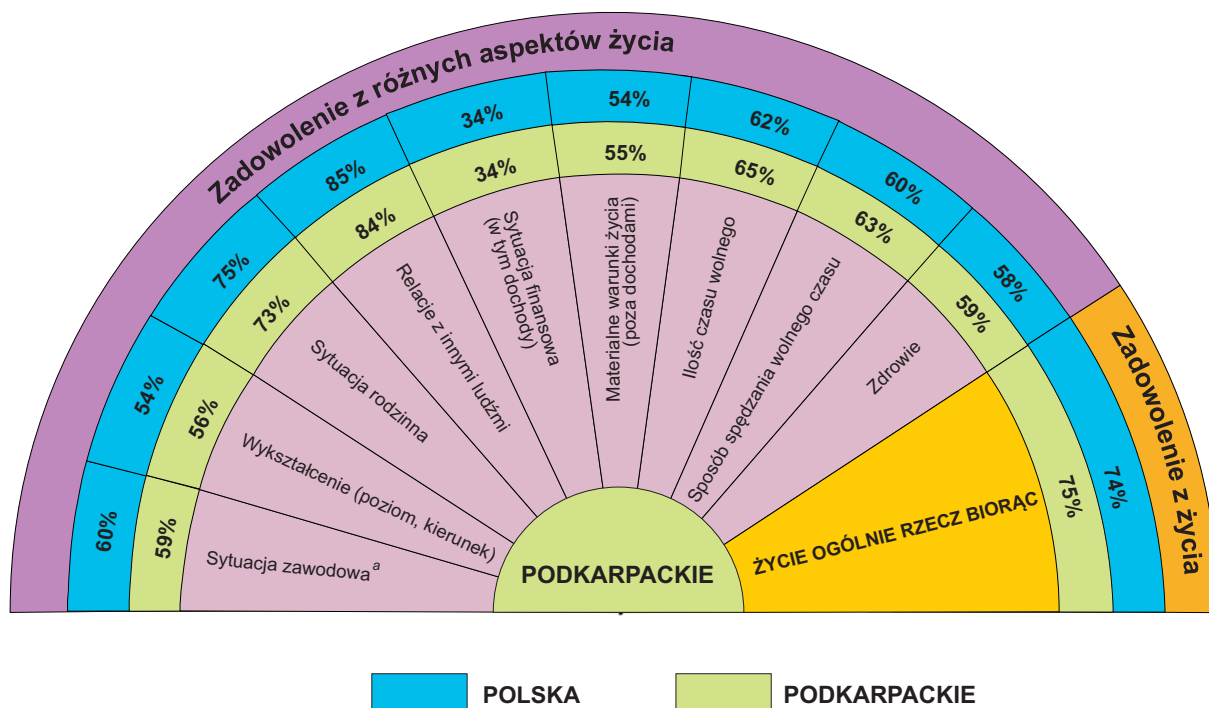 Zadowolenie z różnych aspektów życia
Zadowolenie z życia
60%
54%
75%
85%
34%
54%
62%
60%
58%
74%
59%
56%
73%
84%
34%
55%
65%
63%
59%
75%
Sytuacja zawodowa a
Wykształcenie (poziom, kierunek)
Sytuacja rodzinna
Relacje z innymi ludźmi
Sytuacja finansowa
(w tym dochody)
Materialne warunki życia
(poza dochodami)
Ilość czasu wolnego
Sposób spędzania wolnego czasu
Zdrowie
ŻYCIE OGÓLNIE RZECZ BIORĄC
PODKARPACKIE
POLSKA
PODKARPACKIE